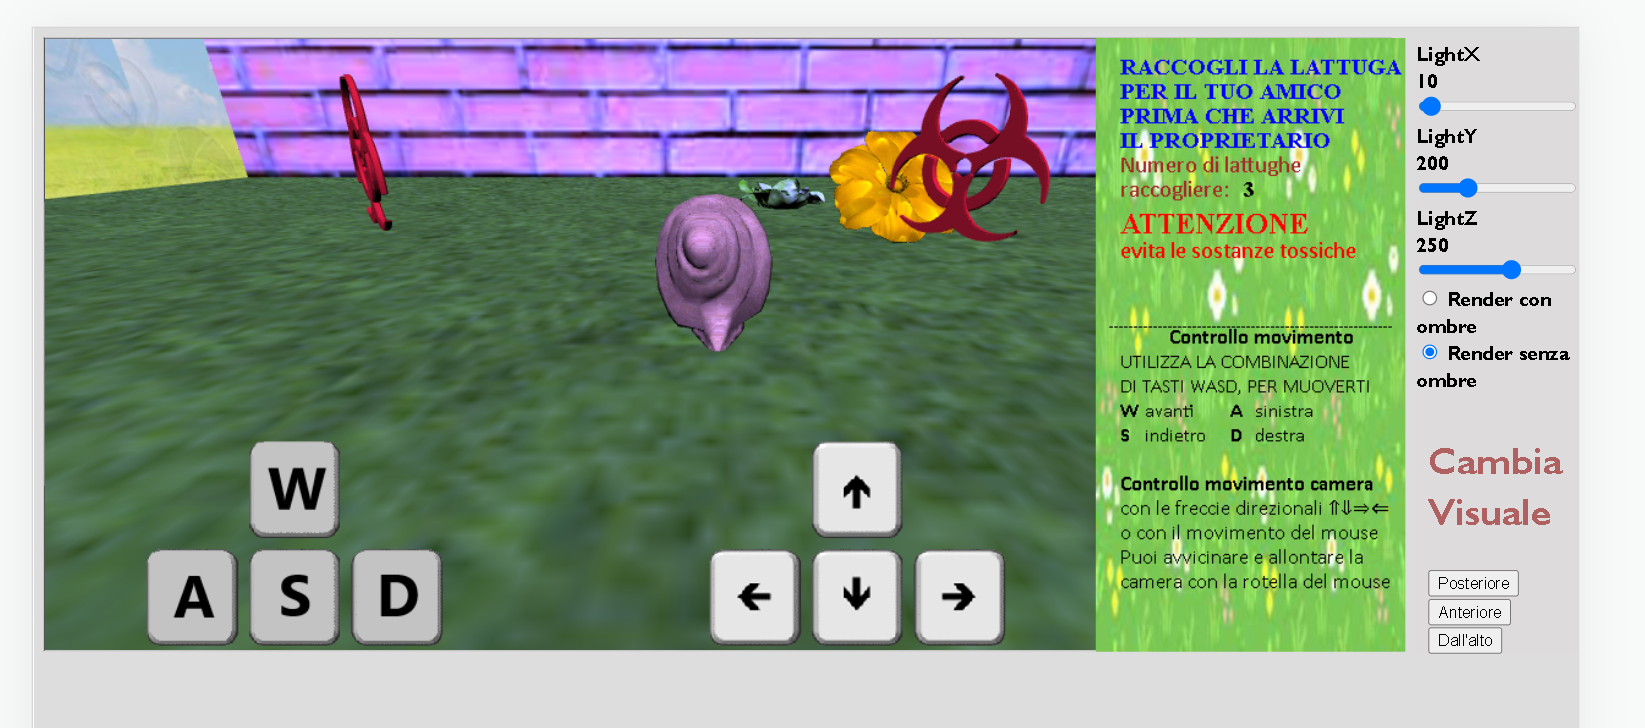 RACCOGLI LA LATTUGA
PER IL TUO AMICO
PRIMA CHE ARRIVI
IL PROPRIETARIO
Numero di lattughe
raccogliere: 3
ATTENZIONE
evita le sostanze tossiche
Controllo movimento
UTILIZZA LA COMBINAZIONE
DI TASTI WASD, PER MUOVERTI
W avanti A sinistra
S indietro D destra
Controllo movimento camera
con le freccie direzionali ⇑⇓⇒⇐
o con il movimento del mouse
Puoi avvicinare e allontare la
camera con la rotella del mouse
W
A S D
↑
← ↓ →
LightX
10
LightY
200
LightZ
250
Render con
ombre
Render senza
ombre
Cambia
Visuale
Posteriore
Anteriore
Dall'alto